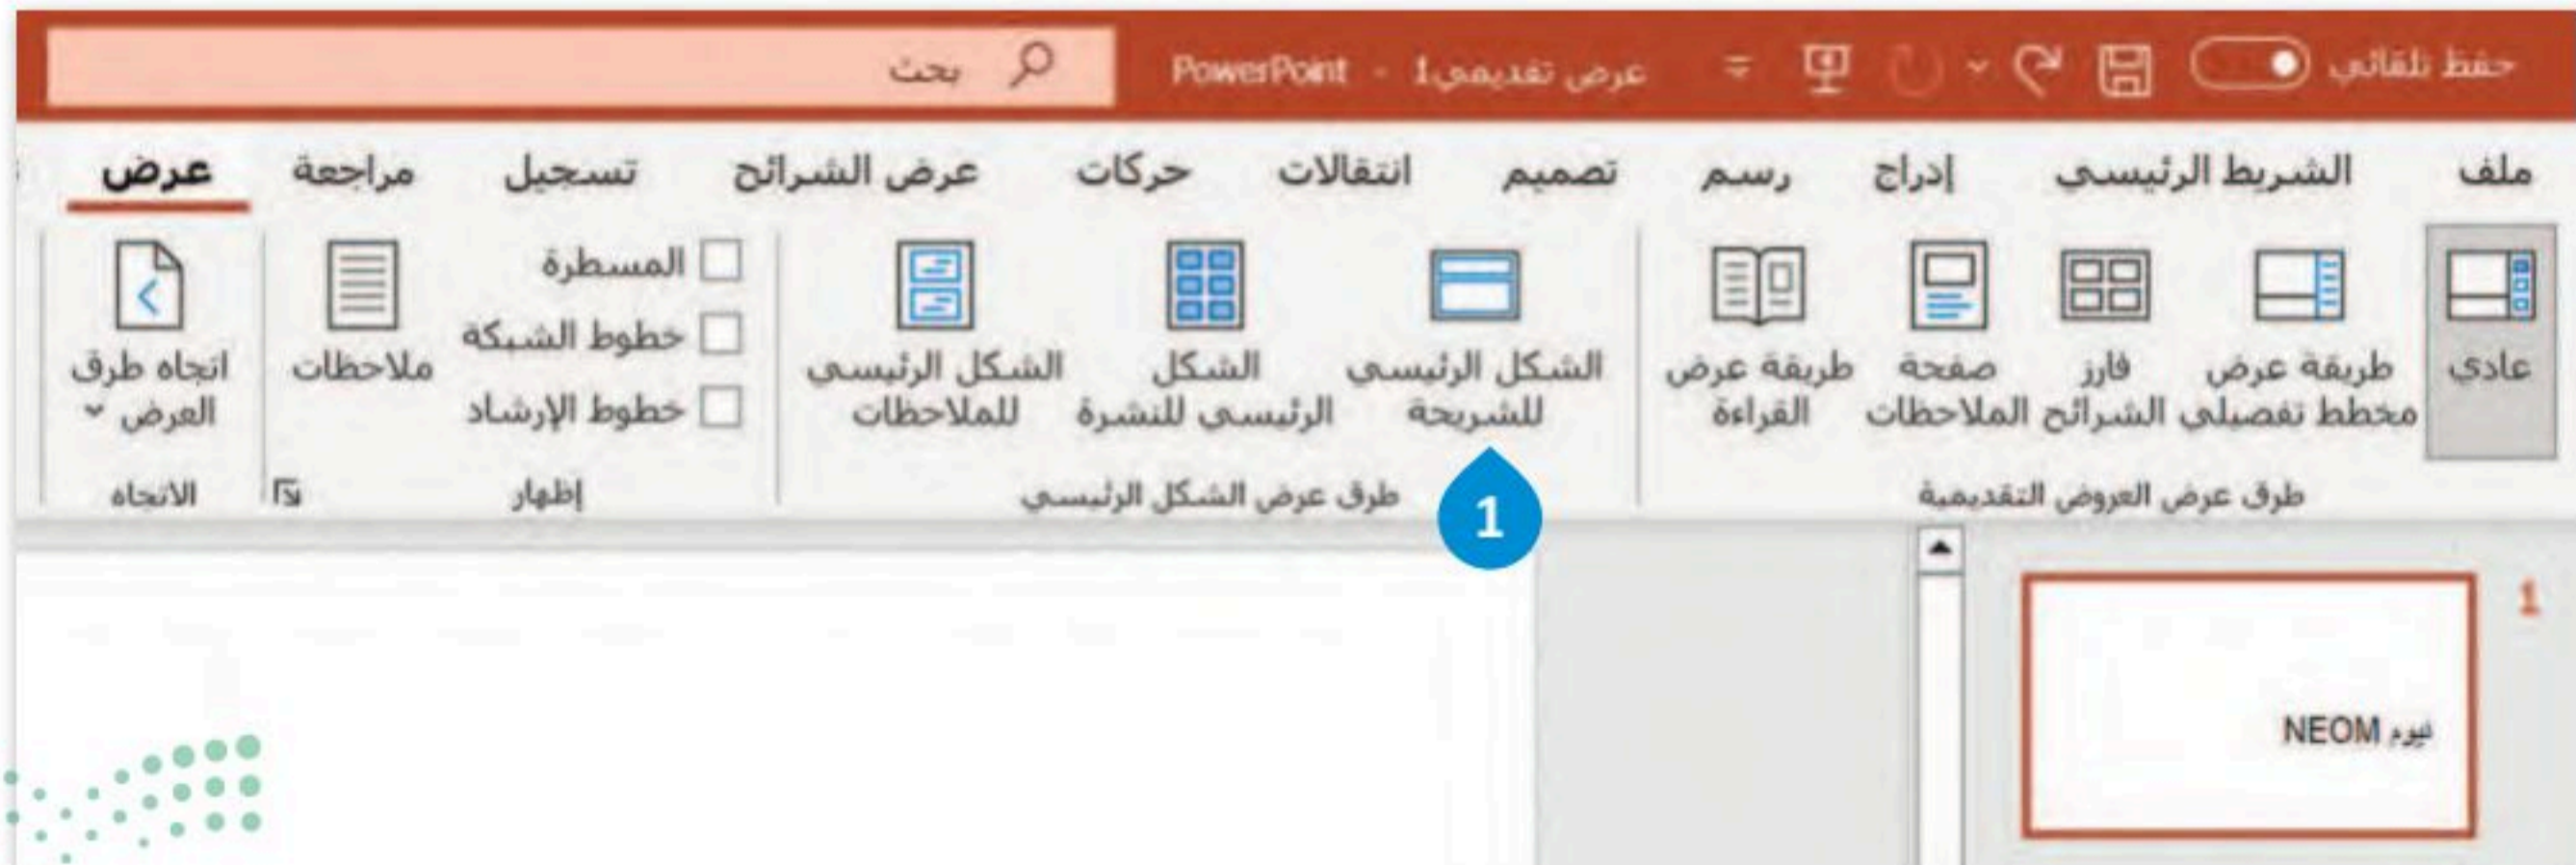 حفظ تلقائي
عرض تقديمي1 - PowerPoint
بحث
ملف الشريط الرئيسي إدراج رسم تصميم انتقالات حركات عرض الشرائح تسجيل مراجعة عرض
عادي
طريقة عرض
مخطط تفصيلي
فارز
الشرائح
صفحة
الملاحظات
طريقة عرض
القراءة
طرق عرض العروض التقديمية
الشكل الرئيسي
للشريحة
الشكل
الرئيسي للنشرة
الشكل الرئيسي
للملاحظات
طرق عرض الشكل الرئيسي
1
المسطرة
خطوط الشبكة
خطوط الإرشاد
ملاحظات
إظهار
اتجاه طرق
العرض
الاتجاه
1
نيوم NEOM